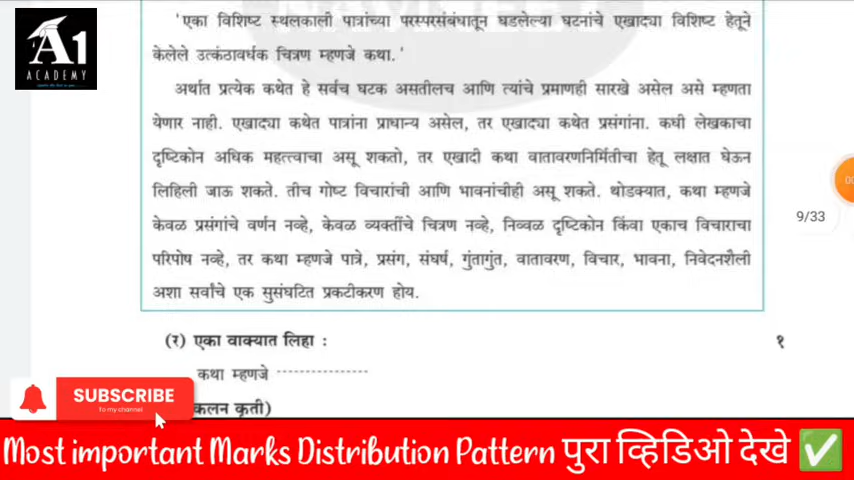 'एका विशिष्ट स्थलकाली पात्रांच्या परस्परसंबंधातून घडलेल्या घटनांचे एखाद्या विशिष्ट हेतूने
केलेले उत्कंठावर्धक चित्रण म्हणजे कथा.'
अर्थात प्रत्येक कथेत हे सर्वच घटक असतीलच आणि त्यांचे प्रमाणही सारखे असेल असे म्हणता
येणार नाही. एखाद्या कथेत पात्रांना प्राधान्य असेल, तर एखाद्या कथेत प्रसंगांना. कधी लेखकाचा
दृष्टिकोन अधिक महत्त्वाचा असू शकतो, तर एखादी कथा वातावरणनिर्मितीचा हेतू लक्षात घेऊन
लिहिली जाऊ शकते. तीच गोष्ट विचारांची आणि भावनांचीही असू शकते. थोडक्यात, कथा म्हणजे
केवळ प्रसंगांचे वर्णन नव्हे, केवळ व्यक्तींचे चित्रण नव्हे, निव्वळ दृष्टिकोन किंवा एकाच विचाराचा
परिपोष नव्हे, तर कथा म्हणजे पात्रे, प्रसंग, संघर्ष, गुंतागुंत, वातावरण, विचार, भावना, निवेदनशैली
अशा सर्वांचे एक सुसंघटित प्रकटीकरण होय.
(र) एका वाक्यात लिहा : १
कथा म्हणजे -----------------
कलन कृती)
A1
ACADEMY
9/33
SUBSCRIBE
To my channel
Most important Marks Distribution Pattern पुरा व्हिडिओ देखे ✅